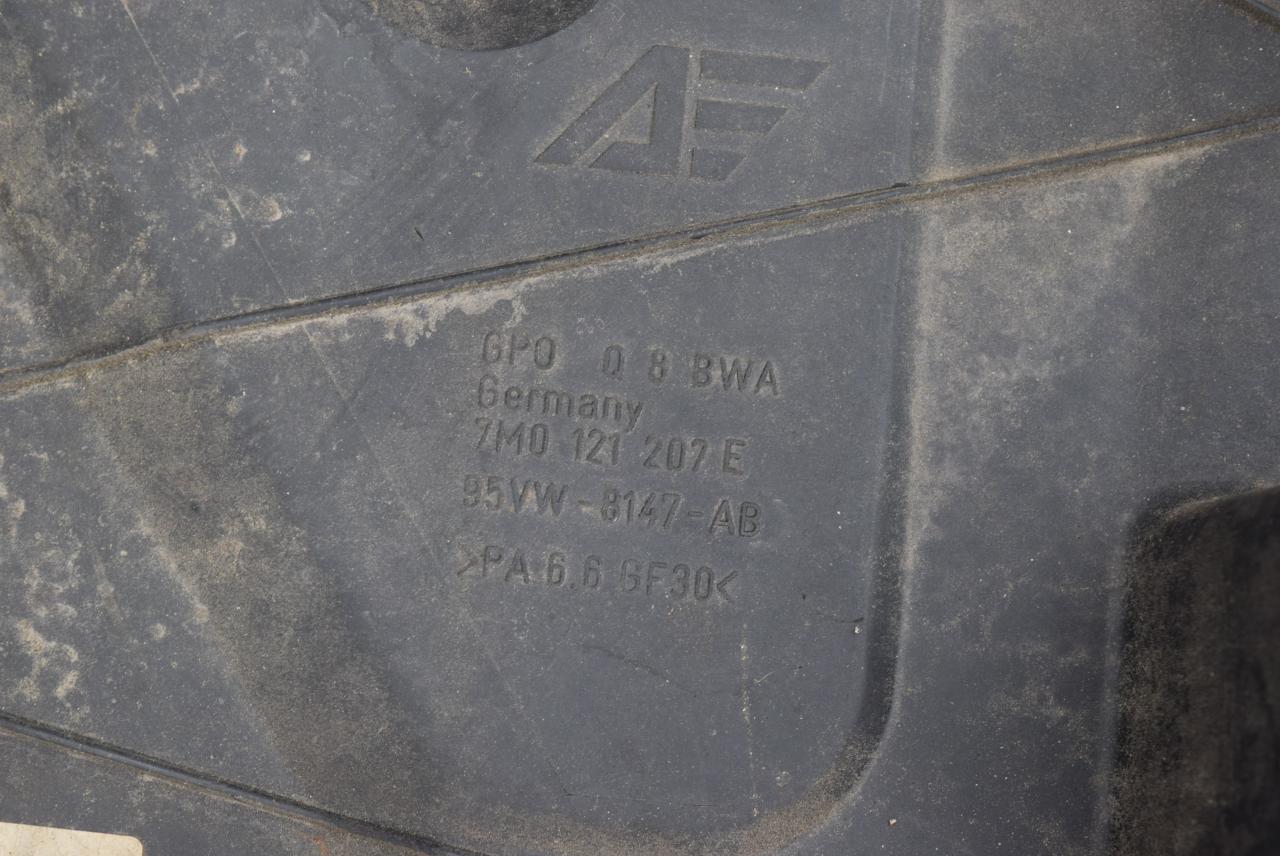 AE
GPO Q 8 BWA
Germany
7M0 121 207 E
95VW-8147-AB
>PA 6.6 GF30<